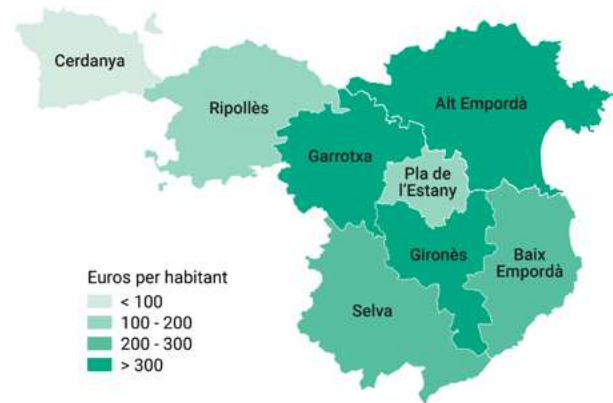 Cerdanya
Ripollès
Alt Empordà
Garrotxa
Pla de
l'Estany
Gironès
Baix
Empordà
Selva
Euros per habitant
< 100
100 - 200
200 - 300
> 300